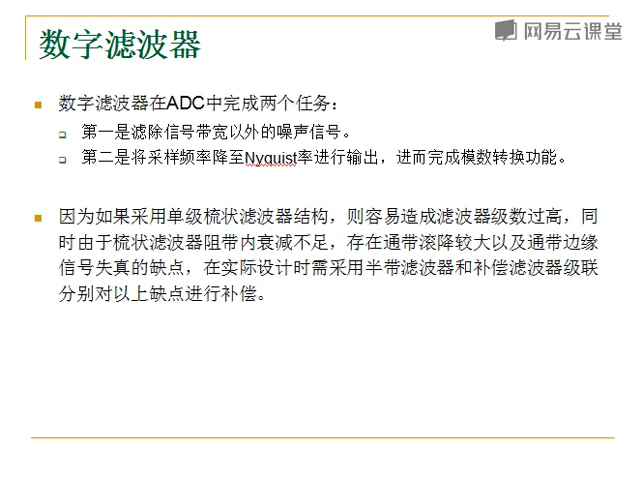 网易云课堂
数字滤波器
数字滤波器在ADC中完成两个任务：
第一是滤除信号带宽以外的噪声信号。
第二是将采样频率降至Nyquist率进行输出，进而完成模数转换功能。
因为如果采用单级梳状滤波器结构，则容易造成滤波器级数过高，同
时由于梳状滤波器阻带内衰减不足，存在通带滚降较大以及通带边缘
信号失真的缺点，在实际设计时需采用半带滤波器和补偿滤波器级联
分别对以上缺点进行补偿。